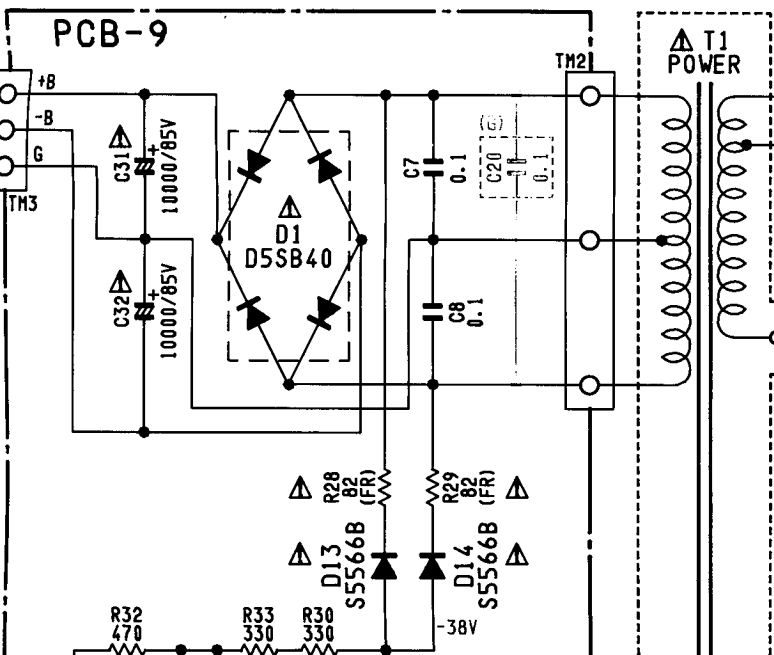 PCB-9
TM2
⚠ T1
POWER
+B
-B
G
TM3
⚠ C31
+
10000/85V
⚠ C32
+
10000/85V
⚠
D1
D5SB40
C7
0.1
(G)
C20
0.1
C8
0.1
⚠ R28
82
(FR)
R29
82
(FR) ⚠
⚠ D13
S5566B
D14
S5566B ⚠
-38V
R32
470
R33
330
R30
330